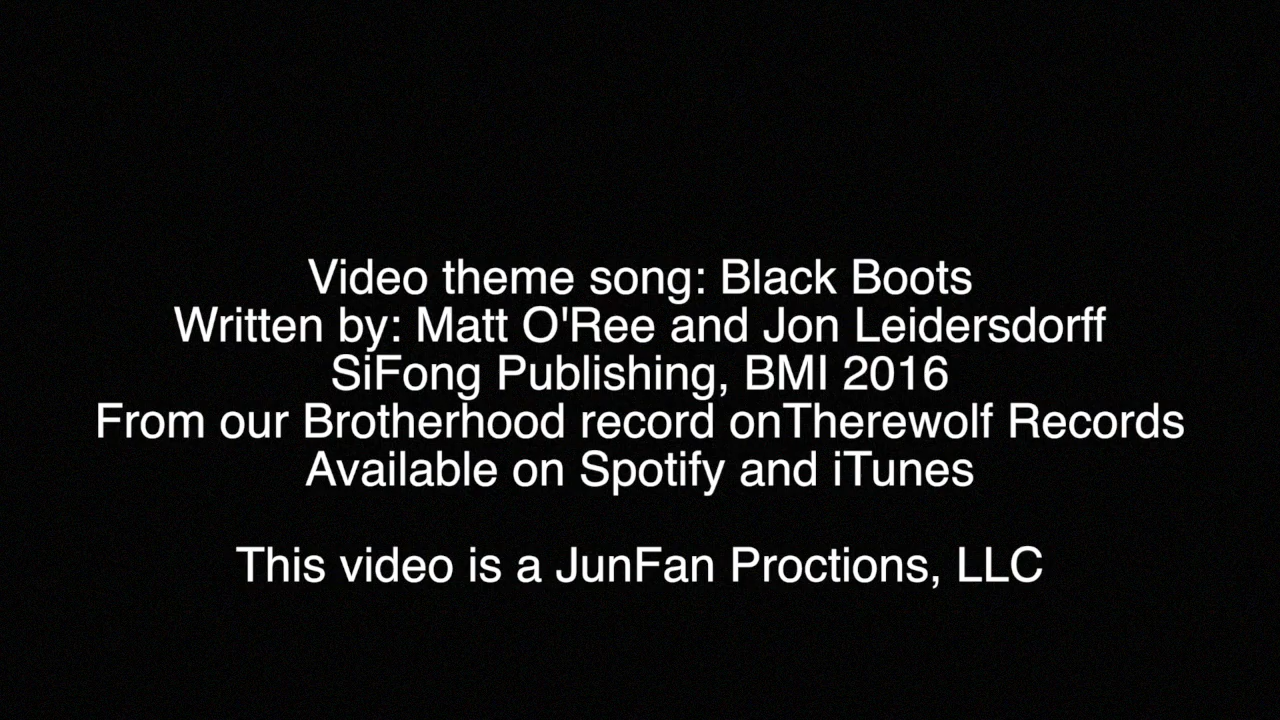 Video theme song: Black Boots
Written by: Matt O'Ree and Jon Leidersdorff
SiFong Publishing, BMI 2016
From our Brotherhood record onTherewolf Records
Available on Spotify and iTunes
This video is a JunFan Proctions, LLC